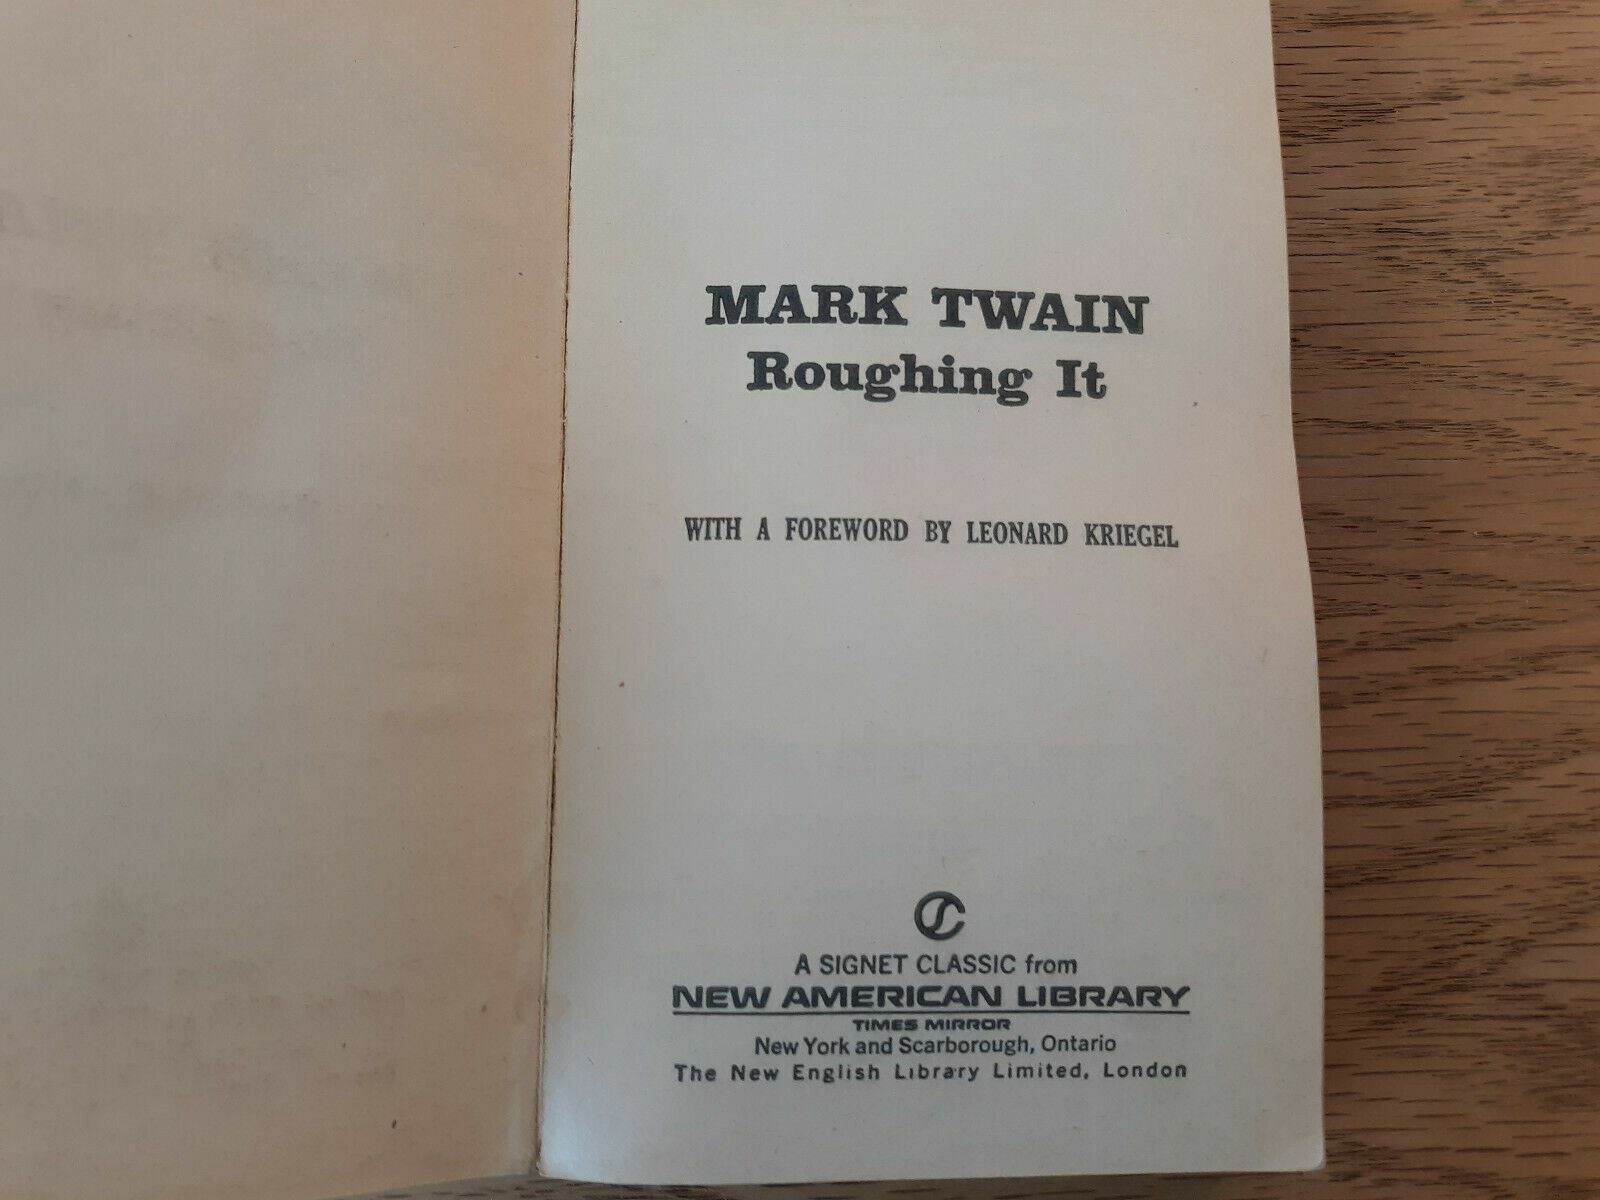 MARK TWAIN
Roughing It
WITH A FOREWORD BY LEONARD KRIEGEL
A SIGNET CLASSIC from
NEW AMERICAN LIBRARY
TIMES MIRROR
New York and Scarborough, Ontario
The New English Library Limited, London